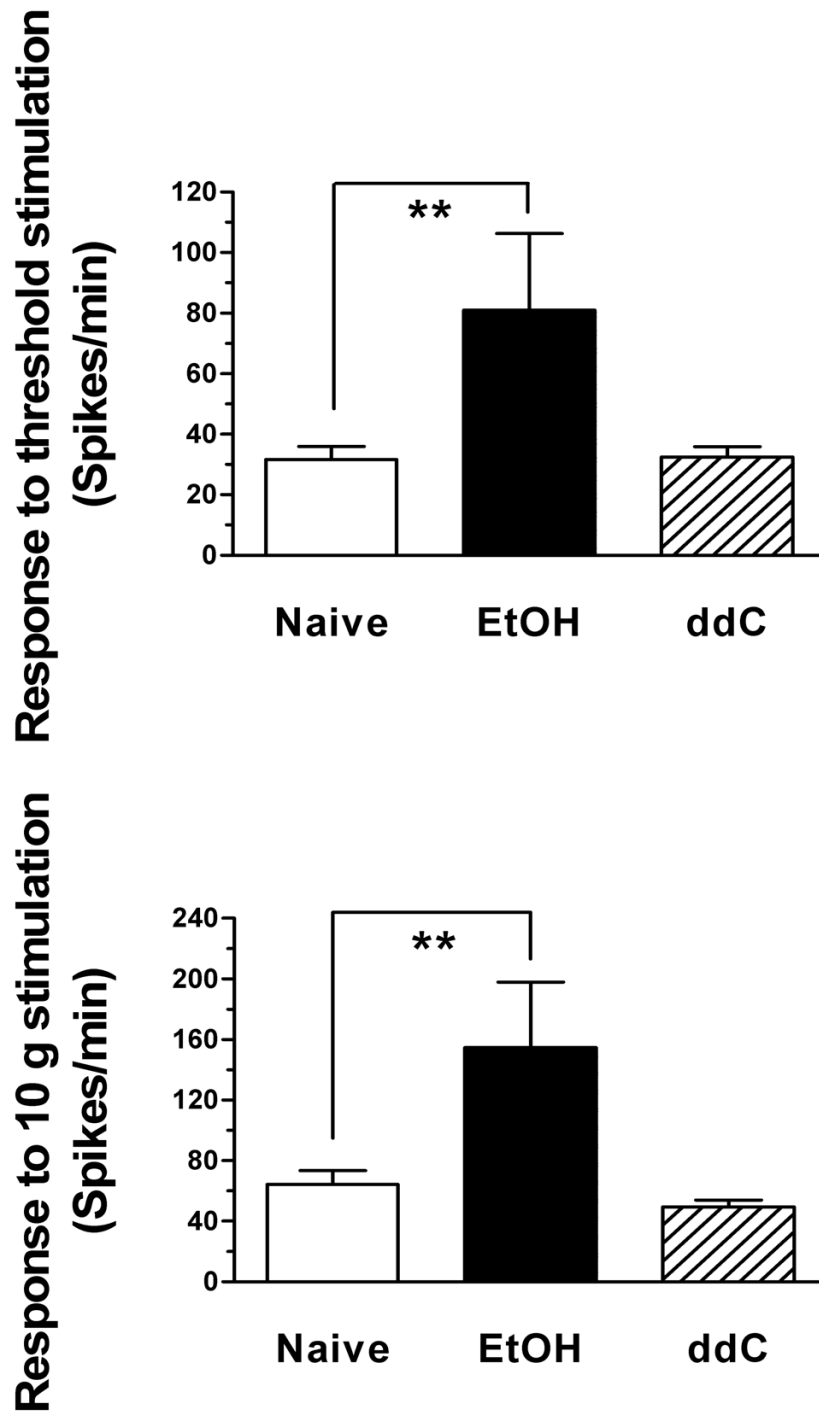 Response to threshold stimulation
(Spikes/min)
120
100
80
60
40
20
0
**
Naive EtOH ddC
Response to 10 g stimulation
(Spikes/min)
240
200
160
120
80
40
0
**
Naive EtOH ddC